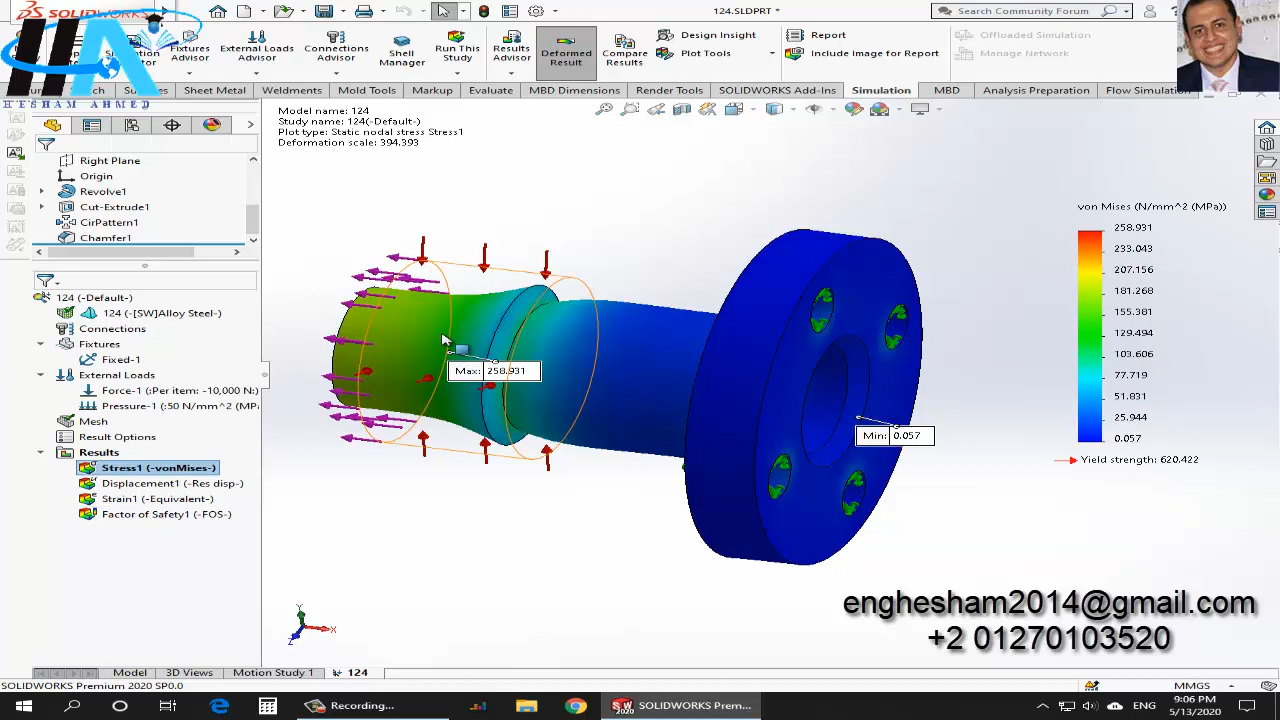 SOLIDWORKS
124.SLDPRT *
Search Community Forum
Fixtures Advisor
External Loads Advisor
Connections Advisor
Shell Manager
Run This Study
Results Advisor
Deformed Result
Compare Results
Design Insight
Plot Tools
Report
Include Image for Report
Offloaded Simulation
Manage Network
HESHAM AHMED
Sheet Metal
Weldments
Mold Tools
Markup
Evaluate
MBD Dimensions
Render Tools
SOLIDWORKS Add-Ins
Simulation
MBD
Analysis Preparation
Flow Simulation
Model name: 124
Study name: 124(-Default-)
Plot type: Static nodal stress Stress1
Deformation scale: 394.393
Right Plane
Origin
Revolve1
Cut-Extrude1
CirPattern1
Chamfer1
124 (-Default-)
124 (-[SW]Alloy Steel-)
Connections
Fixtures
Fixed-1
External Loads
Force-1 (:Per item: -10,000 N:)
Pressure-1 (:50 N/mm^2 (MPa
Mesh
Result Options
Results
Stress1 (-vonMises-)
Displacement1 (-Res disp-)
Strain1 (-Equivalent-)
Factor of Safety1 (-FOS-)
Max: 258.931
Min: 0.057
von Mises (N/mm^2 (MPa))
258.931
233.043
207.156
181.268
155.381
129.494
103.606
77.719
51.831
25.944
0.057
Yield strength: 620.422
Y
X
Z
enghesham2014@gmail.com
+2 01270103520
Model
3D Views
Motion Study 1
124
SOLIDWORKS Premium 2020 SP0.0
MMGS
Recording...
SOLIDWORKS Prem...
ENG
9:06 PM
5/13/2020